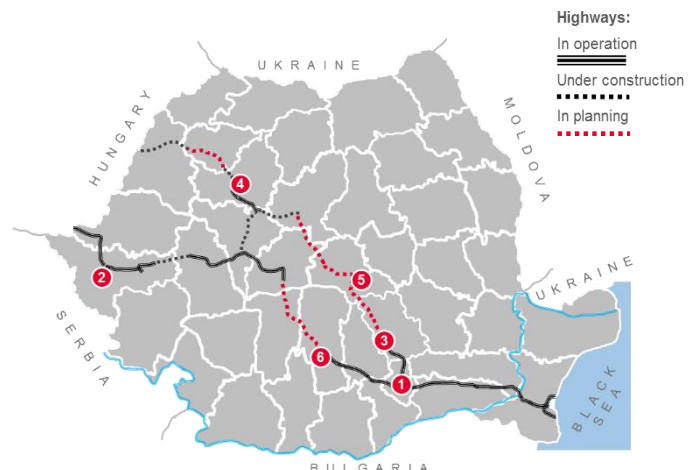 Highways:
In operation
Under construction
In planning
UKRAINE
HUNGARY
MOLDOVA
4
2
5
UKRAINE
SERBIA
3
6
1
BLACK
SEA
BULGARIA